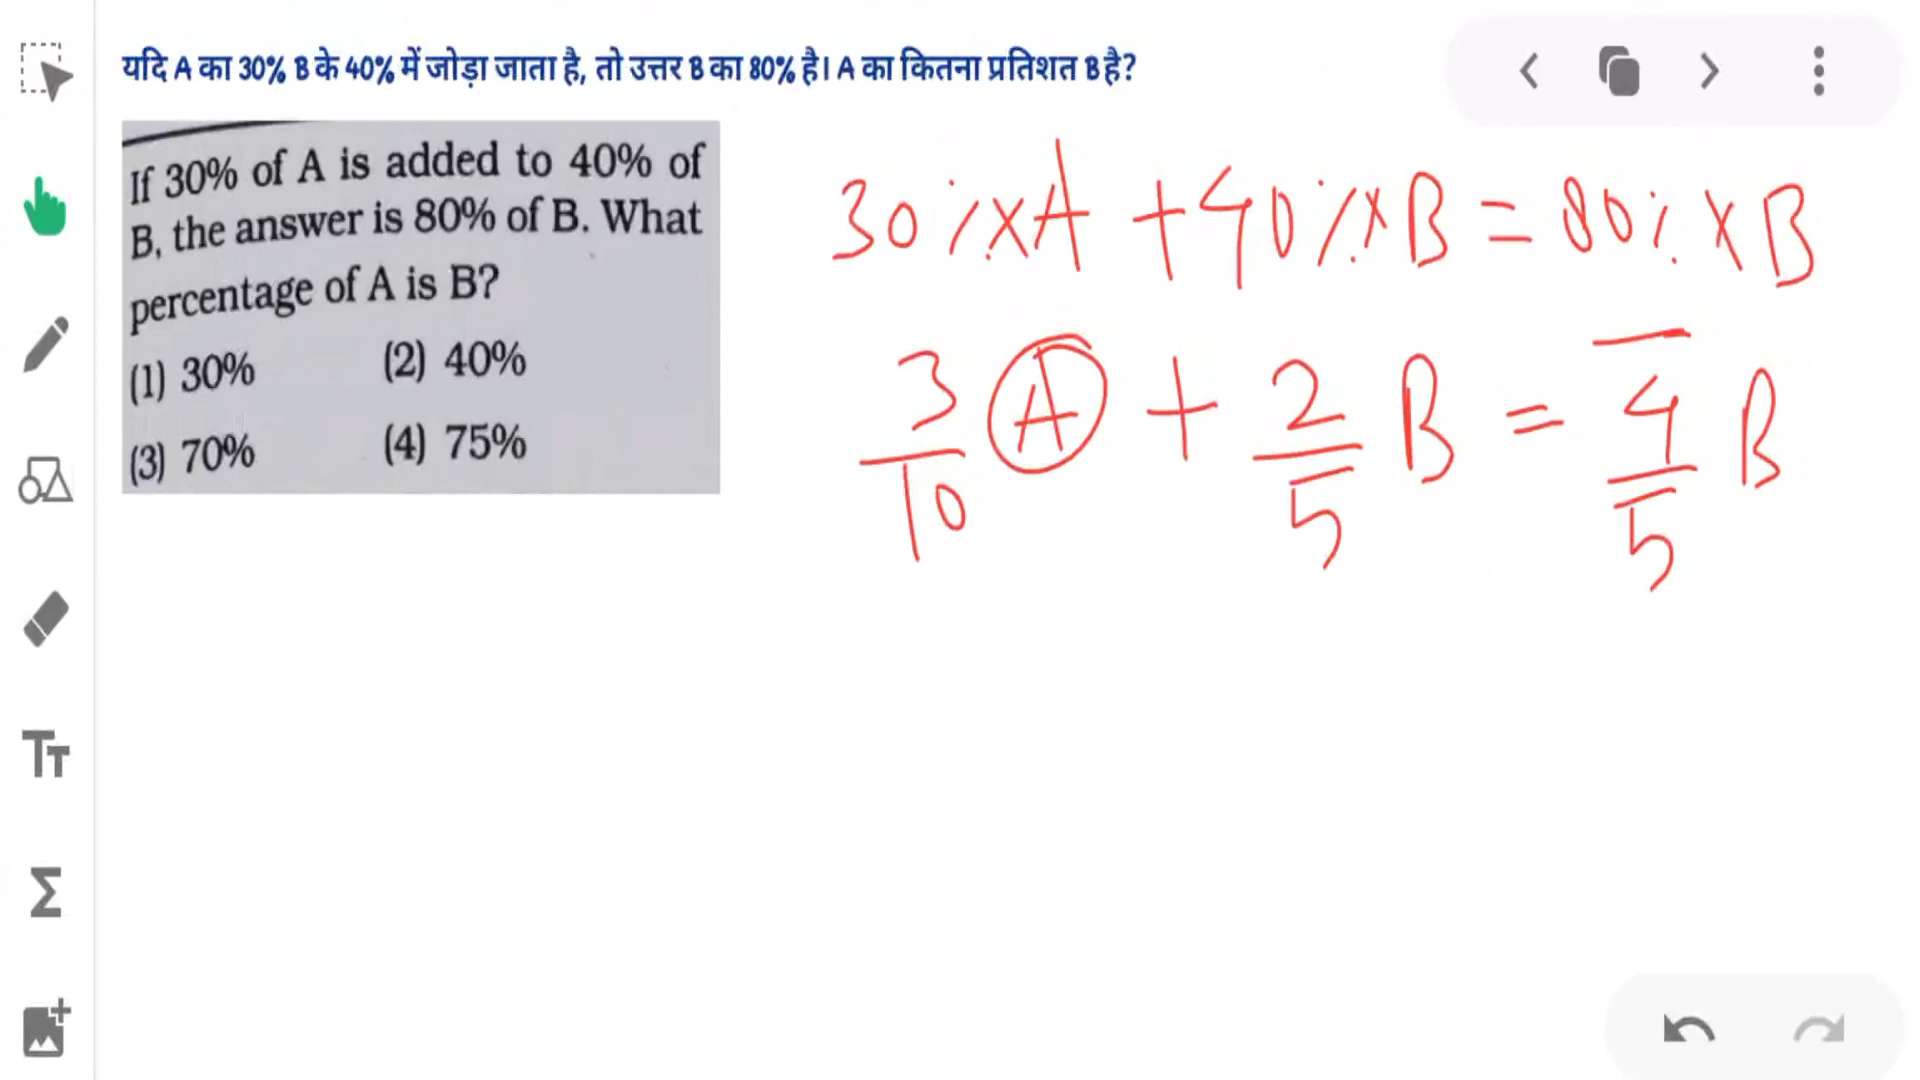 यदि A का 30% B के 40% में जोड़ा जाता है, तो उत्तर B का 80% है। A का कितना प्रतिशत B है?
If 30% of A is added to 40% of
B, the answer is 80% of B. What
percentage of A is B?
(1) 30% (2) 40%
(3) 70% (4) 75%
30%×A + 40%×B = 80%×B
3/10 A + 2/5 B = 4/5 B